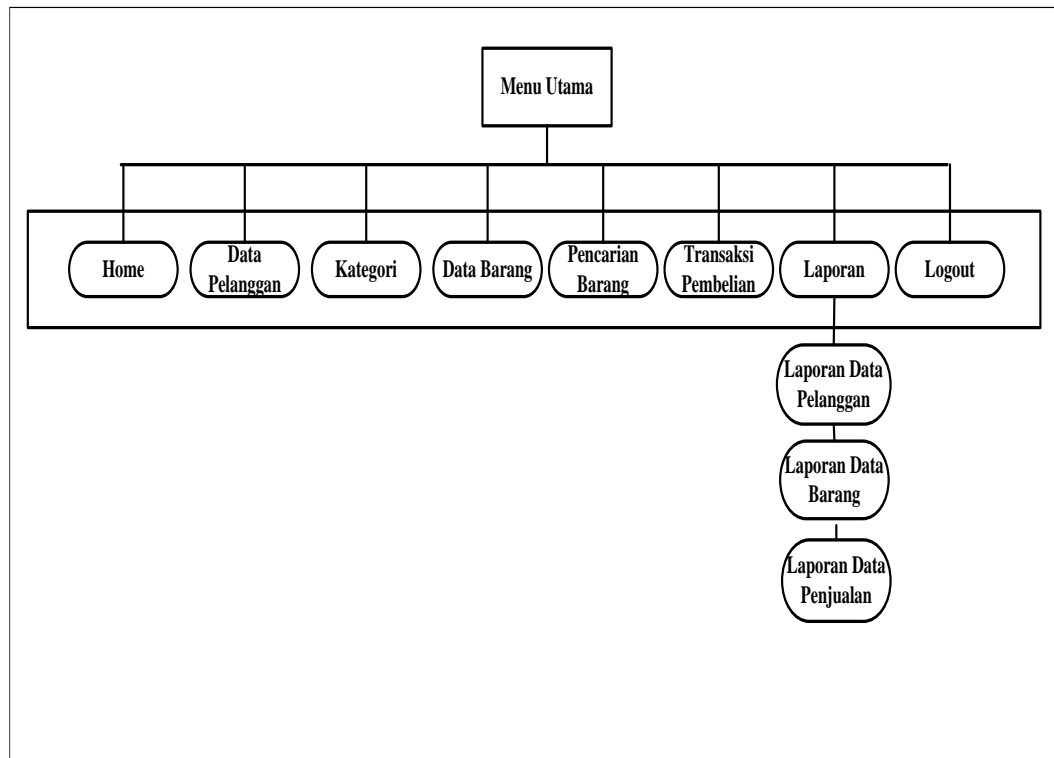 Menu Utama
Home
Data
Pelanggan
Kategori
Data Barang
Pencarian
Barang
Transaksi
Pembelian
Laporan
Logout
Laporan Data
Pelanggan
Laporan Data
Barang
Laporan Data
Penjualan